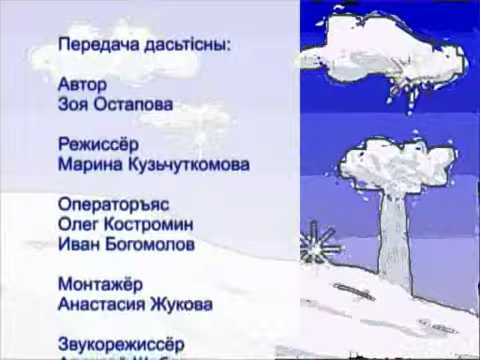 Передача дасьтісны:
Автор
Зоя Остапова
Режиссёр
Марина Кузьчуткомова
Операторъяс
Олег Костромин
Иван Богомолов
Монтажёр
Анастасия Жукова
Звукорежиссёр